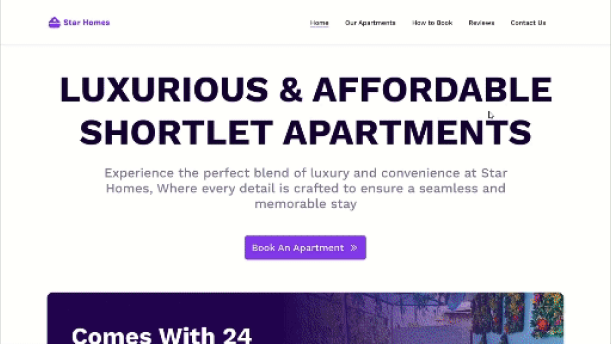 Star Homes
Home Our Apartments How to Book Reviews Contact Us
LUXURIOUS & AFFORDABLE
SHORTLET APARTMENTS
Experience the perfect blend of luxury and convenience at Star
Homes, Where every detail is crafted to ensure a seamless and
memorable stay
Book An Apartment »
Comes With 24